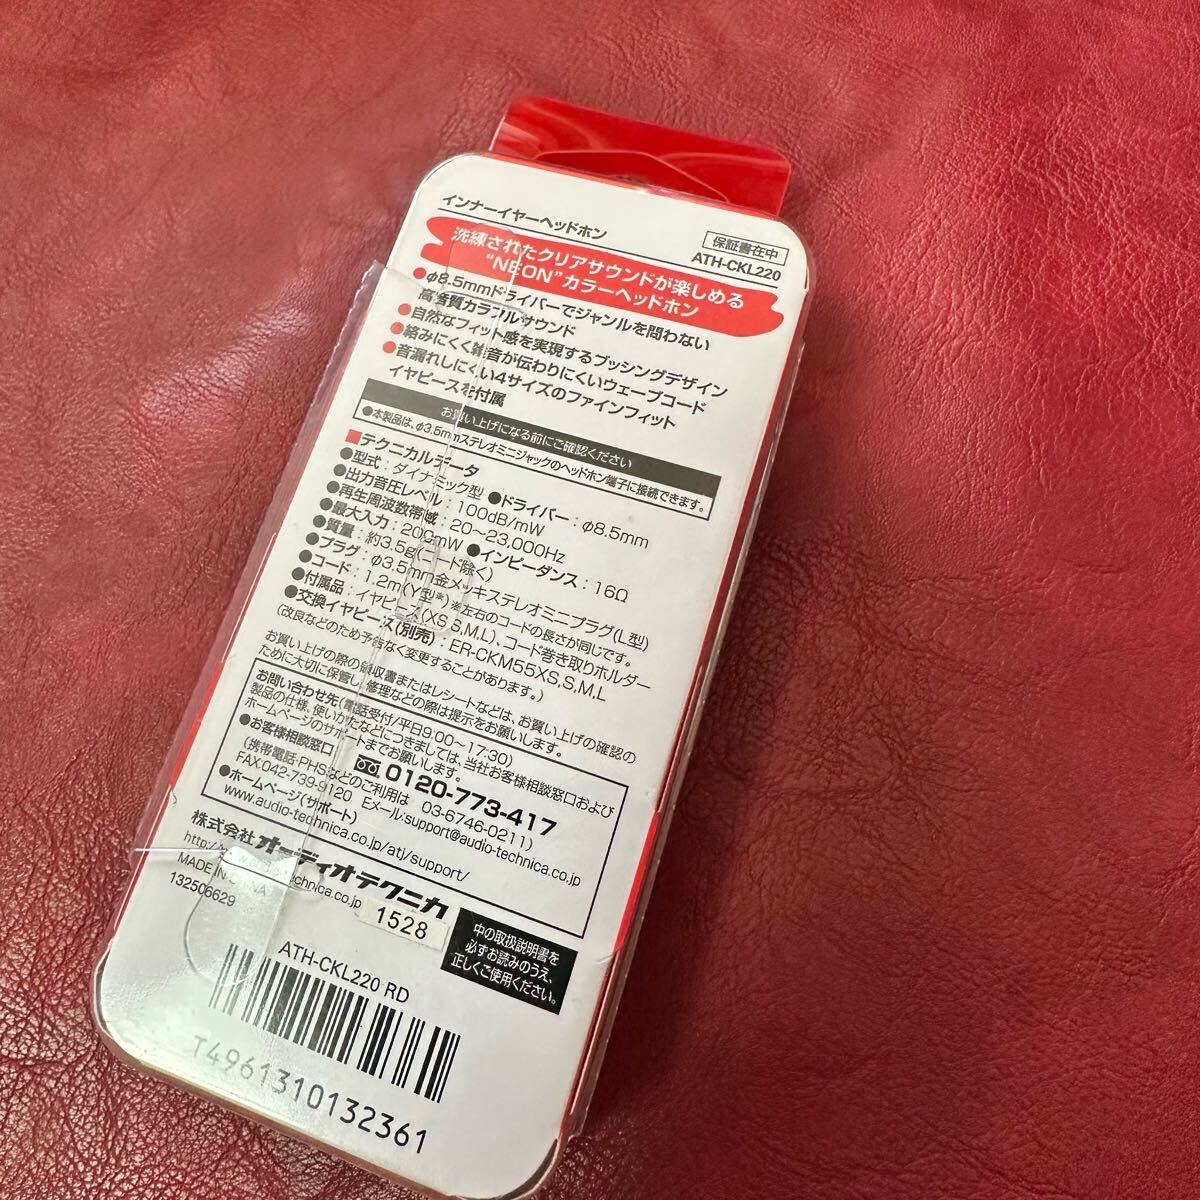 インナーイヤーヘッドホン
保証書在中
ATH-CKL220
洗練されたクリアサウンドが楽しめる
"NEON"カラーヘッドホン
●φ8.5mmドライバーでジャンルを問わない
高音質カラフルサウンド
●自然なフィット感を実現するブッシングデザイン
●絡みにくく雑音が伝わりにくいウェーブコード
●音漏れしにくい4サイズのファインフィット
イヤピースを付属
お買い上げになる前にご確認ください
●本製品は、φ3.5mmステレオミニジャックのヘッドホン端子に接続できます。
■テクニカルデータ
●型式：ダイナミック型 ●ドライバー：φ8.5mm
●出力音圧レベル：100dB/mW
●再生周波数帯域：20～23,000Hz
●最大入力：200mW ●インピーダンス：16Ω
●質量：約3.5g(コード除く)
●プラグ：φ3.5mm金メッキステレオミニプラグ(L型)
●コード：1.2m(Y型*) ※左右のコードの長さが同じです。
●付属品：イヤピース(XS,S,M,L)、コード巻き取りホルダー
●交換イヤピース(別売)：ER-CKM55XS,S,M,L
(改良などのため予告なく変更することがあります。)
お買い上げの際の領収書またはレシートなどは、お買い上げの確認の
ために大切に保管し、修理などの際は提示をお願いします。
お問い合わせ先(電話受付/平日9:00～17:30)
製品の仕様、使いかたなどにつきましては、当社お客様相談窓口および
ホームページのサポートまでお願いします。
●お客様相談窓口 0120-773-417
(携帯電話・PHSなどのご利用は 03-6746-0211)
FAX:042-739-9120 Eメール:support@audio-technica.co.jp
●ホームページ(サポート)
www.audio-technica.co.jp/atj/support/
株式会社オーディオテクニカ
http://www.audio-technica.co.jp
MADE IN CHINA
132506629
1528
中の取扱説明書を
必ずお読みのうえ、
正しくご使用ください。
ATH-CKL220 RD
T4961310132361